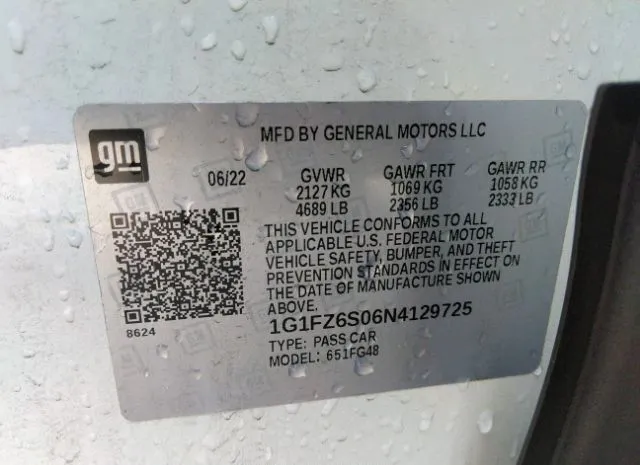 gm
MFD BY GENERAL MOTORS LLC
06/22 GVWR GAWR FRT GAWR RR
2127 KG 1069 KG 1058 KG
4689 LB 2356 LB 2333 LB
THIS VEHICLE CONFORMS TO ALL
APPLICABLE U.S. FEDERAL MOTOR
VEHICLE SAFETY, BUMPER, AND THEFT
PREVENTION STANDARDS IN EFFECT ON
THE DATE OF MANUFACTURE SHOWN
ABOVE.
8624
1G1FZ6S06N4129725
TYPE: PASS CAR
MODEL: 651FG48